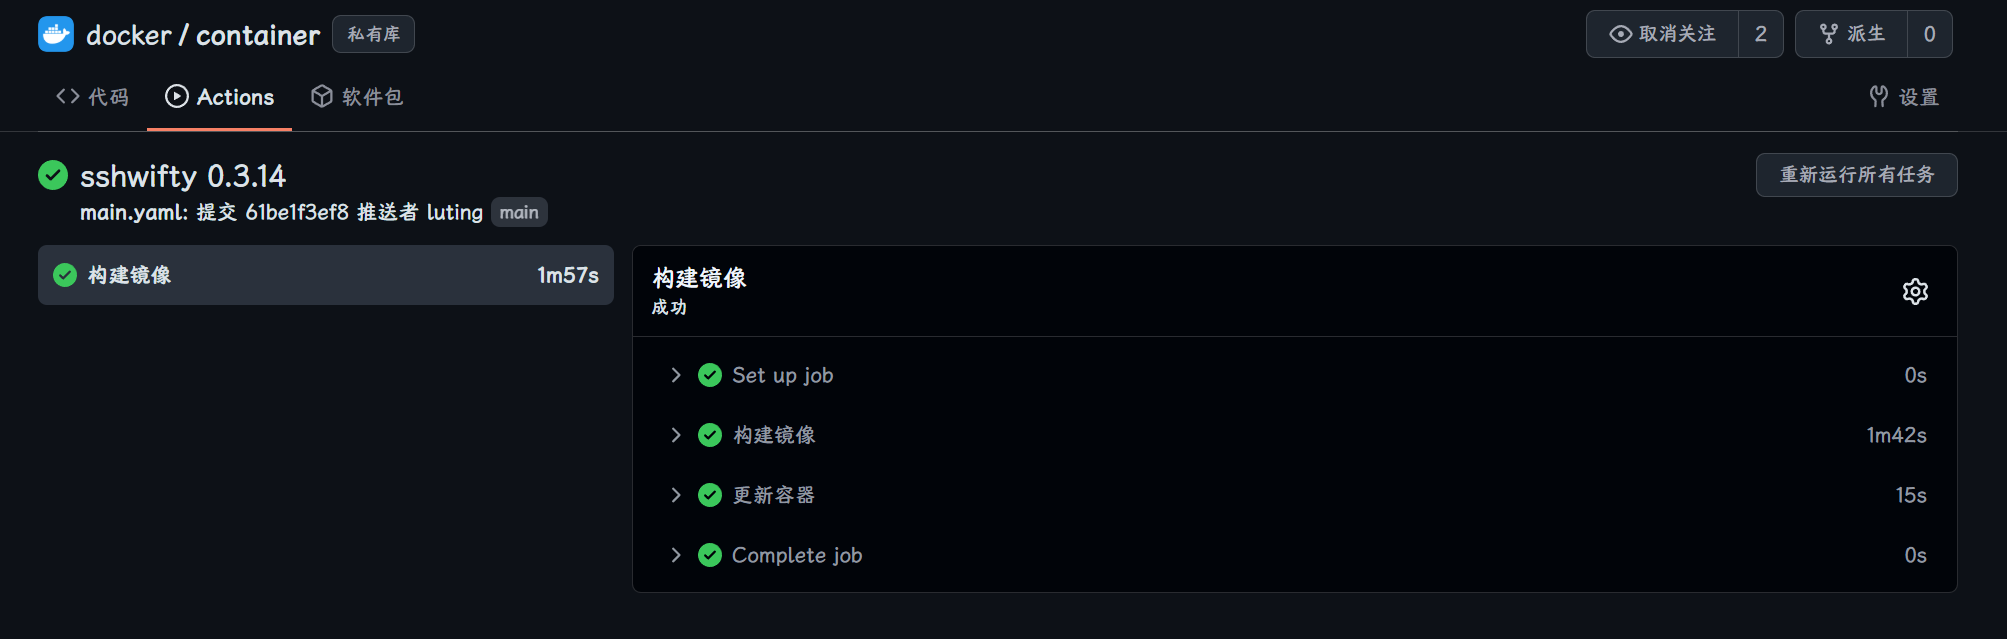 docker / container 私有库 取消关注 2 派生 0
代码 Actions 软件包 设置
sshwifty 0.3.14 重新运行所有任务
main.yaml: 提交 61be1f3ef8 推送者 luting main
构建镜像 1m57s
构建镜像
成功
Set up job 0s
构建镜像 1m42s
更新容器 15s
Complete job 0s